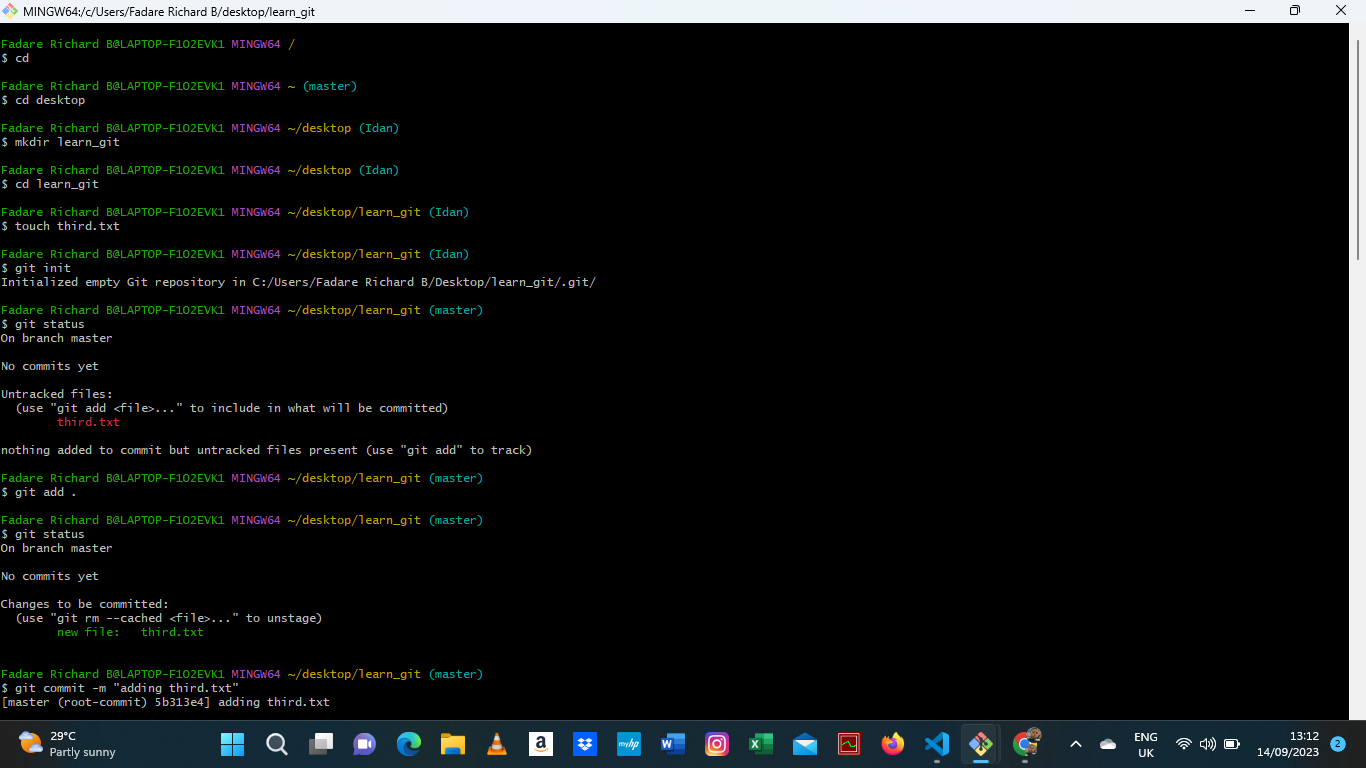 MINGW64:/c/Users/Fadare Richard B/desktop/learn_git
Fadare Richard B@LAPTOP-F1O2EVK1 MINGW64 /
$ cd
Fadare Richard B@LAPTOP-F1O2EVK1 MINGW64 ~ (master)
$ cd desktop
Fadare Richard B@LAPTOP-F1O2EVK1 MINGW64 ~/desktop (Idan)
$ mkdir learn_git
Fadare Richard B@LAPTOP-F1O2EVK1 MINGW64 ~/desktop (Idan)
$ cd learn_git
Fadare Richard B@LAPTOP-F1O2EVK1 MINGW64 ~/desktop/learn_git (Idan)
$ touch third.txt
Fadare Richard B@LAPTOP-F1O2EVK1 MINGW64 ~/desktop/learn_git (Idan)
$ git init
Initialized empty Git repository in C:/Users/Fadare Richard B/Desktop/learn_git/.git/
Fadare Richard B@LAPTOP-F1O2EVK1 MINGW64 ~/desktop/learn_git (master)
$ git status
On branch master
No commits yet
Untracked files:
  (use "git add <file>..." to include in what will be committed)
        third.txt
nothing added to commit but untracked files present (use "git add" to track)
Fadare Richard B@LAPTOP-F1O2EVK1 MINGW64 ~/desktop/learn_git (master)
$ git add .
Fadare Richard B@LAPTOP-F1O2EVK1 MINGW64 ~/desktop/learn_git (master)
$ git status
On branch master
No commits yet
Changes to be committed:
  (use "git rm --cached <file>..." to unstage)
        new file:   third.txt
Fadare Richard B@LAPTOP-F1O2EVK1 MINGW64 ~/desktop/learn_git (master)
$ git commit -m "adding third.txt"
[master (root-commit) 5b313e4] adding third.txt
29°C
Partly sunny
a
myhp
W
X
ENG
UK
13:12
14/09/2023
2